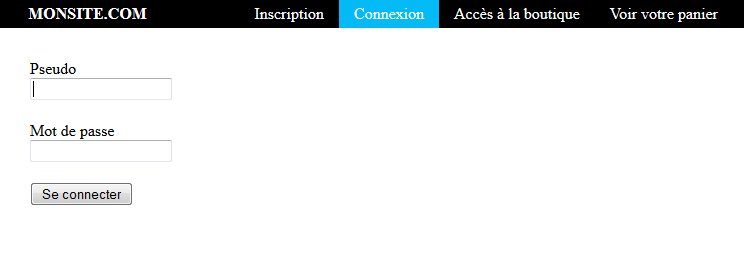 MONSITE.COM Inscription Connexion Accès à la boutique Voir votre panier
Pseudo
Mot de passe
Se connecter